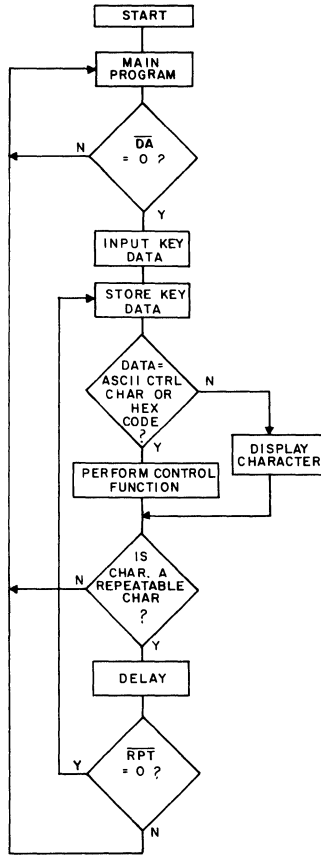 START
MAIN
PROGRAM
DA
= 0 ?
N
Y
INPUT KEY
DATA
STORE KEY
DATA
DATA=
ASCII CTRL
CHAR OR
HEX
CODE
?
N
Y
DISPLAY
CHARACTER
PERFORM CONTROL
FUNCTION
IS
CHAR. A
REPEATABLE
CHAR
?
N
Y
DELAY
RPT
= 0 ?
Y
N